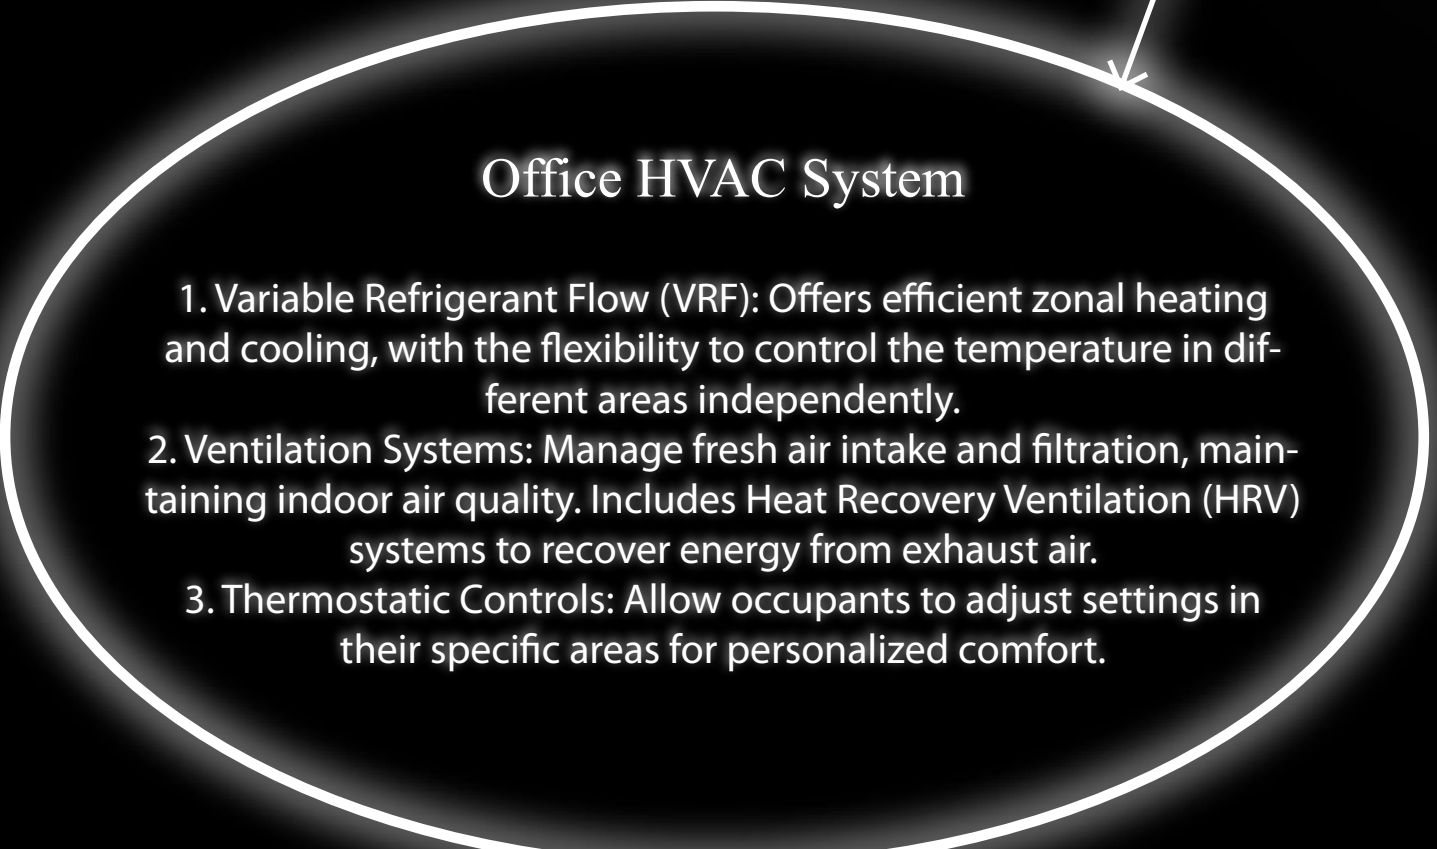 Office HVAC System
1. Variable Refrigerant Flow (VRF): Offers efficient zonal heating
and cooling, with the flexibility to control the temperature in dif-
ferent areas independently.
2. Ventilation Systems: Manage fresh air intake and filtration, main-
taining indoor air quality. Includes Heat Recovery Ventilation (HRV)
systems to recover energy from exhaust air.
3. Thermostatic Controls: Allow occupants to adjust settings in
their specific areas for personalized comfort.